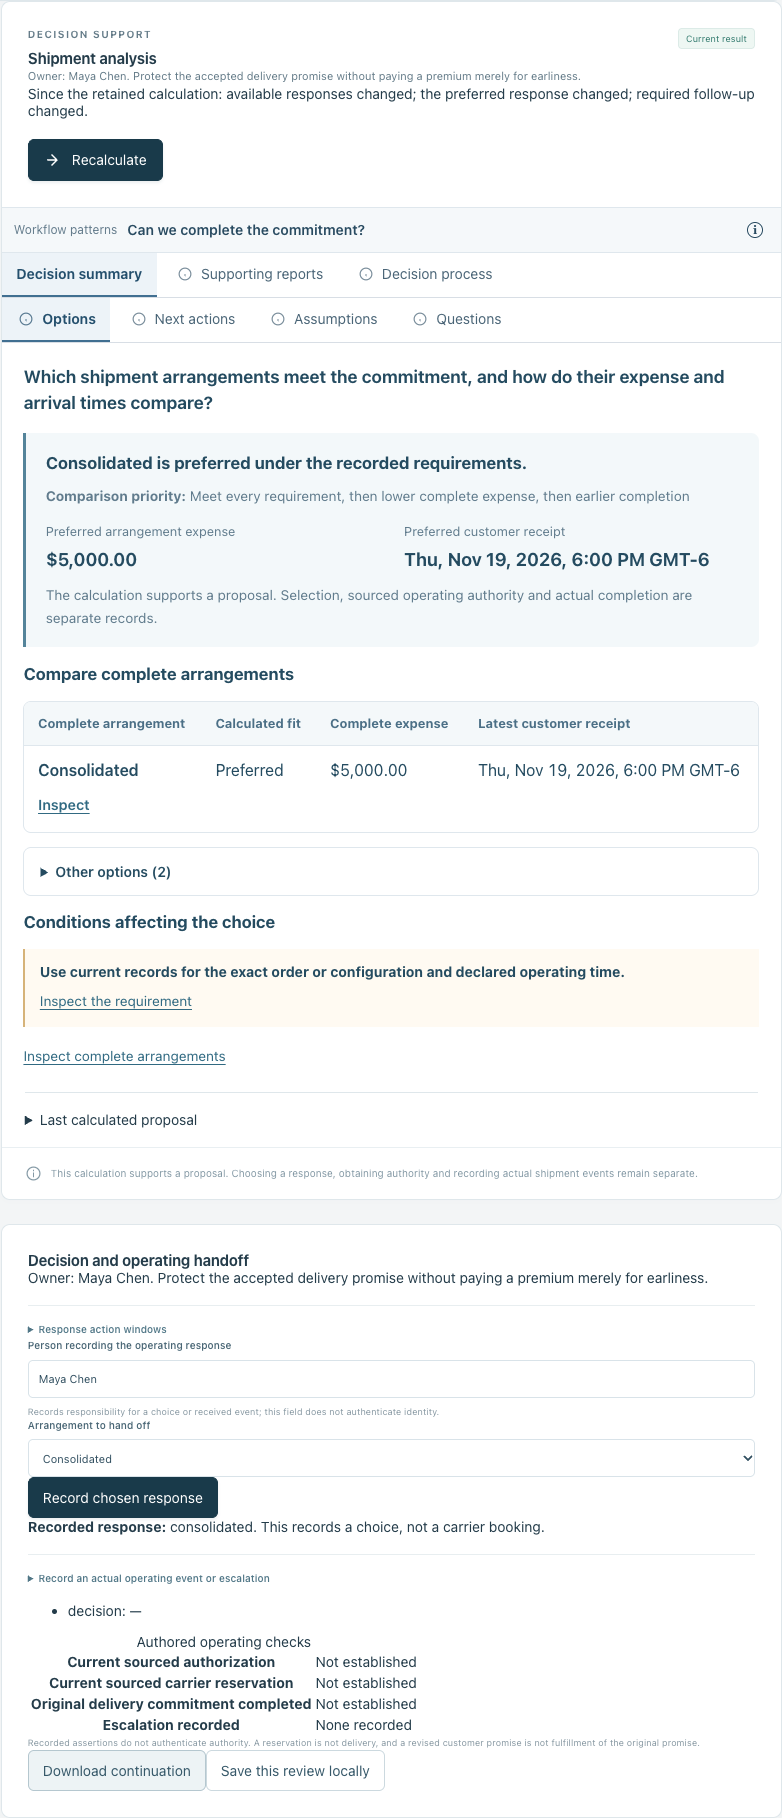 DECISION SUPPORT
Current result
Shipment analysis
Owner: Maya Chen. Protect the accepted delivery promise without paying a premium merely for earliness.
Since the retained calculation: available responses changed; the preferred response changed; required follow-up
changed.
Recalculate
Workflow patterns Can we complete the commitment?
Decision summary Supporting reports Decision process
Options Next actions Assumptions Questions
Which shipment arrangements meet the commitment, and how do their expense and
arrival times compare?
Consolidated is preferred under the recorded requirements.
Comparison priority: Meet every requirement, then lower complete expense, then earlier completion
Preferred arrangement expense Preferred customer receipt
$5,000.00 Thu, Nov 19, 2026, 6:00 PM GMT-6
The calculation supports a proposal. Selection, sourced operating authority and actual completion are
separate records.
Compare complete arrangements
Complete arrangement Calculated fit Complete expense Latest customer receipt
Consolidated Preferred $5,000.00 Thu, Nov 19, 2026, 6:00 PM GMT-6
Inspect
Other options (2)
Conditions affecting the choice
Use current records for the exact order or configuration and declared operating time.
Inspect the requirement
Inspect complete arrangements
Last calculated proposal
This calculation supports a proposal. Choosing a response, obtaining authority and recording actual shipment events remain separate.
Decision and operating handoff
Owner: Maya Chen. Protect the accepted delivery promise without paying a premium merely for earliness.
Response action windows
Person recording the operating response
Maya Chen
Records responsibility for a choice or received event; this field does not authenticate identity.
Arrangement to hand off
Consolidated
Record chosen response
Recorded response: consolidated. This records a choice, not a carrier booking.
Record an actual operating event or escalation
• decision: —
Authored operating checks
Current sourced authorization Not established
Current sourced carrier reservation Not established
Original delivery commitment completed Not established
Escalation recorded None recorded
Recorded assertions do not authenticate authority. A reservation is not delivery, and a revised customer promise is not fulfillment of the original promise.
Download continuation Save this review locally